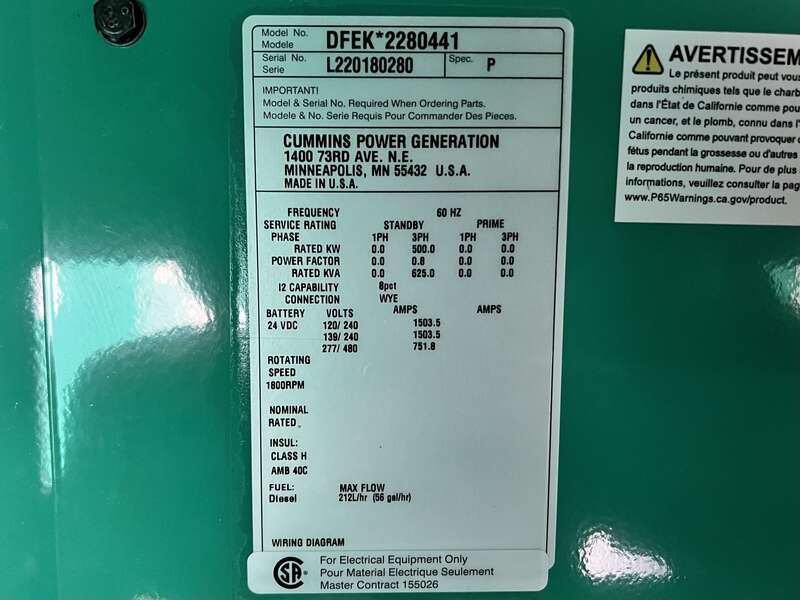 Model No. DFEK*2280441
Modele
Serial No. L220180280 Spec. P
Serie
IMPORTANT!
Model & Serial No. Required When Ordering Parts.
Modele & No. Serie Requis Pour Commander Des Pieces.
CUMMINS POWER GENERATION
1400 73RD AVE. N.E.
MINNEAPOLIS, MN 55432 U.S.A.
MADE IN U.S.A.
FREQUENCY 60 HZ
SERVICE RATING STANDBY PRIME
PHASE 1PH 3PH 1PH 3PH
RATED KW 0.0 500.0 0.0 0.0
POWER FACTOR 0.0 0.8 0.0 0.0
RATED KVA 0.0 625.0 0.0 0.0
I2 CAPABILITY 8pct
CONNECTION WYE
BATTERY VOLTS AMPS AMPS
24 VDC 120/ 240 1503.5
139/ 240 1503.5
277/ 480 751.8
ROTATING
SPEED
1800RPM
NOMINAL
RATED.
INSUL:
CLASS H
AMB 40C
FUEL: MAX FLOW
Diesel 212L/hr (56 gal/hr)
WIRING DIAGRAM
CSA
For Electrical Equipment Only
Pour Material Electrique Seulement
Master Contract 155026
AVERTISSEM
Le présent produit peut vous
produits chimiques tels que le charb
dans l'État de Californie comme pou
un cancer, et le plomb, connu dans l'
Californie comme pouvant provoquer d
fétus pendant la grossesse ou d'autres
la reproduction humaine. Pour de plus
informations, veuillez consulter la pag
www.P65Warnings.ca.gov/product.